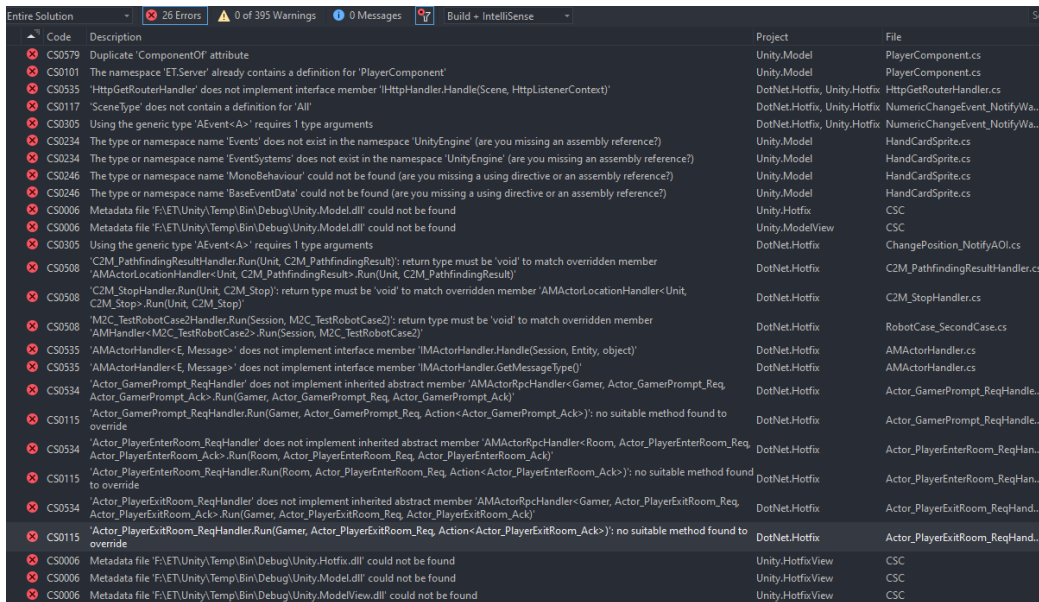 Entire Solution 26 Errors 0 of 395 Warnings 0 Messages Build + IntelliSense
Code Description Project File
CS0579 Duplicate 'ComponentOf' attribute Unity.Model PlayerComponent.cs
CS0101 The namespace 'ET.Server' already contains a definition for 'PlayerComponent' Unity.Model PlayerComponent.cs
CS0535 'HttpGetRouterHandler' does not implement interface member 'IHttpHandler.Handle(Scene, HttpListenerContext)' DotNet.Hotfix, Unity.Hotfix HttpGetRouterHandler.cs
CS0117 'SceneType' does not contain a definition for 'All' DotNet.Hotfix, Unity.Hotfix NumericChangeEvent_NotifyWa...
CS0305 Using the generic type 'AEvent<A>' requires 1 type arguments DotNet.Hotfix, Unity.Hotfix NumericChangeEvent_NotifyWa...
CS0234 The type or namespace name 'Events' does not exist in the namespace 'UnityEngine' (are you missing an assembly reference?) Unity.Model HandCardSprite.cs
CS0234 The type or namespace name 'EventSystems' does not exist in the namespace 'UnityEngine' (are you missing an assembly reference?) Unity.Model HandCardSprite.cs
CS0246 The type or namespace name 'MonoBehaviour' could not be found (are you missing a using directive or an assembly reference?) Unity.Model HandCardSprite.cs
CS0246 The type or namespace name 'BaseEventData' could not be found (are you missing a using directive or an assembly reference?) Unity.Model HandCardSprite.cs
CS0006 Metadata file 'F:\ET\Unity\Temp\Bin\Debug\Unity.Model.dll' could not be found Unity.Hotfix CSC
CS0006 Metadata file 'F:\ET\Unity\Temp\Bin\Debug\Unity.Model.dll' could not be found Unity.ModelView CSC
CS0305 Using the generic type 'AEvent<A>' requires 1 type arguments DotNet.Hotfix ChangePosition_NotifyAOI.cs
'C2M_PathfindingResultHandler.Run(Unit, C2M_PathfindingResult)': return type must be 'void' to match overridden member
CS0508 DotNet.Hotfix C2M_PathfindingResultHandler.cs
'AMActorLocationHandler<Unit, C2M_PathfindingResult>.Run(Unit, C2M_PathfindingResult)'
'C2M_StopHandler.Run(Unit, C2M_Stop)': return type must be 'void' to match overridden member 'AMActorLocationHandler<Unit,
CS0508 DotNet.Hotfix C2M_StopHandler.cs
C2M_Stop>.Run(Unit, C2M_Stop)'
'M2C_TestRobotCase2Handler.Run(Session, M2C_TestRobotCase2)': return type must be 'void' to match overridden member
CS0508 DotNet.Hotfix RobotCase_SecondCase.cs
'AMHandler<M2C_TestRobotCase2>.Run(Session, M2C_TestRobotCase2)'
CS0535 'AMActorHandler<E, Message>' does not implement interface member 'IMActorHandler.Handle(Session, Entity, object)' DotNet.Hotfix AMActorHandler.cs
CS0535 'AMActorHandler<E, Message>' does not implement interface member 'IMActorHandler.GetMessageType()' DotNet.Hotfix AMActorHandler.cs
'Actor_GamerPrompt_ReqHandler' does not implement inherited abstract member 'AMActorRpcHandler<Gamer, Actor_GamerPrompt_Req,
CS0534 DotNet.Hotfix Actor_GamerPrompt_ReqHandle...
Actor_GamerPrompt_Ack>.Run(Gamer, Actor_GamerPrompt_Req, Actor_GamerPrompt_Ack)'
'Actor_GamerPrompt_ReqHandler.Run(Gamer, Actor_GamerPrompt_Req, Action<Actor_GamerPrompt_Ack>)': no suitable method found to
CS0115 DotNet.Hotfix Actor_GamerPrompt_ReqHandle...
override
'Actor_PlayerEnterRoom_ReqHandler' does not implement inherited abstract member 'AMActorRpcHandler<Room, Actor_PlayerEnterRoom_Req,
CS0534 DotNet.Hotfix Actor_PlayerEnterRoom_ReqHan...
Actor_PlayerEnterRoom_Ack>.Run(Room, Actor_PlayerEnterRoom_Req, Actor_PlayerEnterRoom_Ack)'
'Actor_PlayerEnterRoom_ReqHandler.Run(Room, Actor_PlayerEnterRoom_Req, Action<Actor_PlayerEnterRoom_Ack>)': no suitable method found
CS0115 DotNet.Hotfix Actor_PlayerEnterRoom_ReqHan...
to override
'Actor_PlayerExitRoom_ReqHandler' does not implement inherited abstract member 'AMActorRpcHandler<Gamer, Actor_PlayerExitRoom_Req,
CS0534 DotNet.Hotfix Actor_PlayerExitRoom_ReqHand...
Actor_PlayerExitRoom_Ack>.Run(Gamer, Actor_PlayerExitRoom_Req, Actor_PlayerExitRoom_Ack)'
'Actor_PlayerExitRoom_ReqHandler.Run(Gamer, Actor_PlayerExitRoom_Req, Action<Actor_PlayerExitRoom_Ack>)': no suitable method found to
CS0115 DotNet.Hotfix Actor_PlayerExitRoom_ReqHand...
override
CS0006 Metadata file 'F:\ET\Unity\Temp\Bin\Debug\Unity.Hotfix.dll' could not be found Unity.HotfixView CSC
CS0006 Metadata file 'F:\ET\Unity\Temp\Bin\Debug\Unity.Model.dll' could not be found Unity.HotfixView CSC
CS0006 Metadata file 'F:\ET\Unity\Temp\Bin\Debug\Unity.ModelView.dll' could not be found Unity.HotfixView CSC